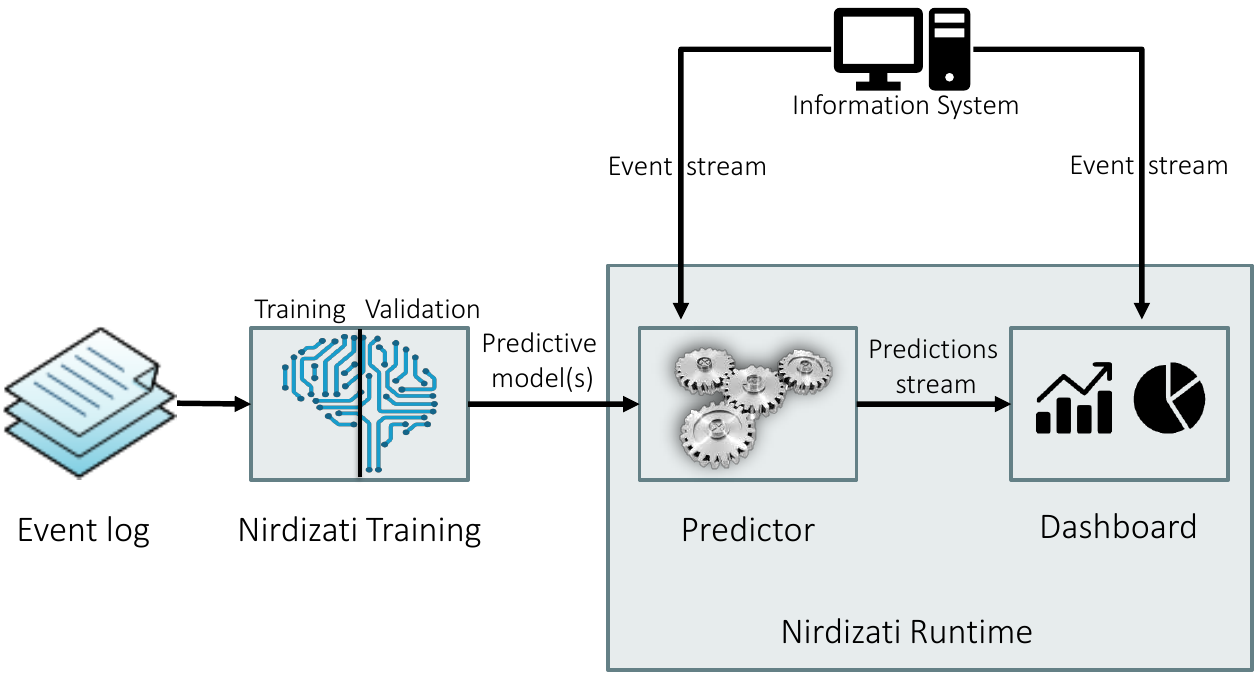 Information System
Event stream
Event stream
Training
Validation
Predictive
model(s)
Predictions
stream
Event log
Nirdizati Training
Predictor
Dashboard
Nirdizati Runtime